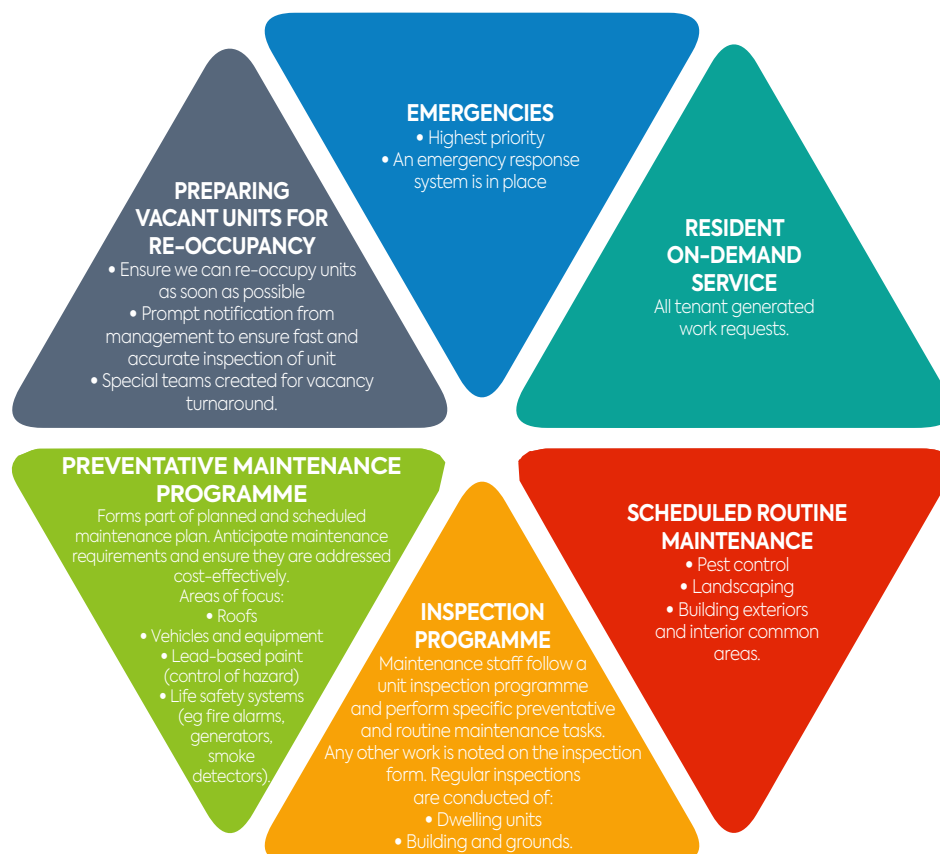 EMERGENCIES
• Highest priority
• An emergency response
system is in place
PREPARING
VACANT UNITS FOR
RE-OCCUPANCY
• Ensure we can re-occupy units
as soon as possible
• Prompt notification from
management to ensure fast and
accurate inspection of unit
• Special teams created for vacancy
turnaround.
RESIDENT
ON-DEMAND
SERVICE
All tenant generated
work requests.
PREVENTATIVE MAINTENANCE
PROGRAMME
Forms part of planned and scheduled
maintenance plan. Anticipate maintenance
requirements and ensure they are addressed
cost-effectively.
Areas of focus:
• Roofs
• Vehicles and equipment
• Lead-based paint
(control of hazard)
• Life safety systems
(eg fire alarms,
generators,
smoke
detectors).
INSPECTION
PROGRAMME
Maintenance staff follow a
unit inspection programme
and perform specific preventative
and routine maintenance tasks.
Any other work is noted on the inspection
form. Regular inspections
are conducted of:
• Dwelling units
• Building and grounds.
SCHEDULED ROUTINE
MAINTENANCE
• Pest control
• Landscaping
• Building exteriors
and interior common
areas.